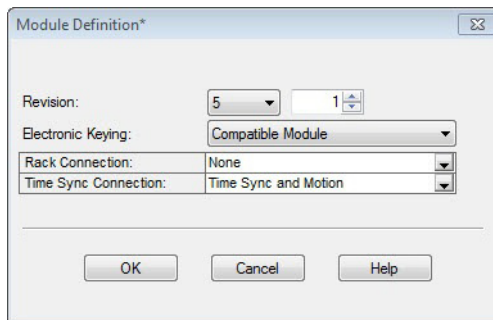 Module Definition*
Revision: 5 1
Electronic Keying: Compatible Module
Rack Connection: None
Time Sync Connection: Time Sync and Motion
OK Cancel Help